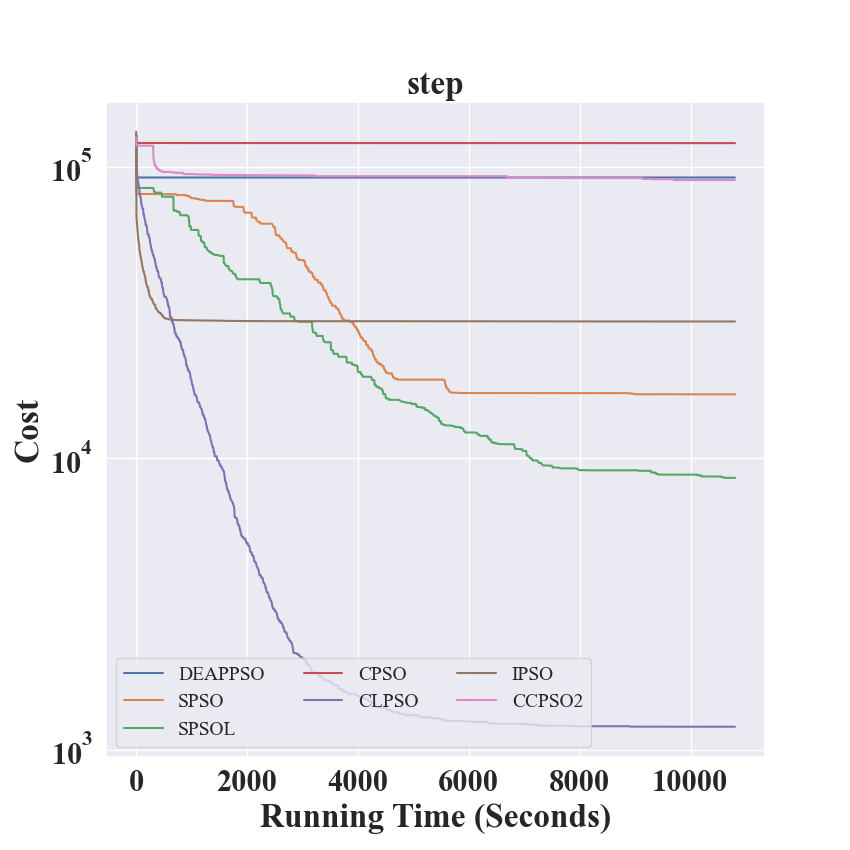 step
Cost
10^5
10^4
10^3
DEAPPSO CPSO IPSO
SPSO CLPSO CCPSO2
SPSOL
0 2000 4000 6000 8000 10000
Running Time (Seconds)